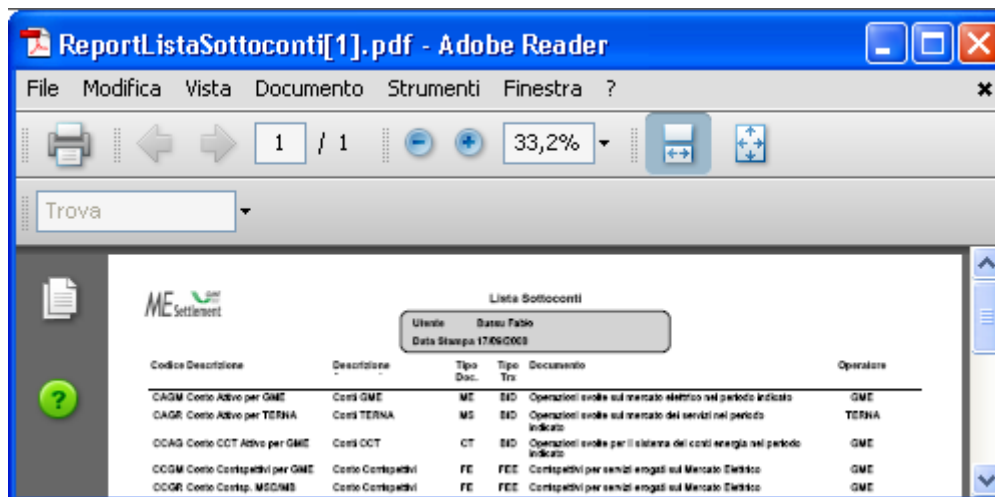 ReportListaSottoconti[1].pdf - Adobe Reader
File Modifica Vista Documento Strumenti Finestra ?
1 / 1 33,2%
Trova
ME Settlement
Lista Sottoconti
Utente Fabio
Data Stampa 17/09/2008
Codice Descrizione Descrizione Tipo Doc. Tipo Trx Documento Operatore
CAGM Conto Attivo per GME Conti GME ME BID Operazioni svolte sul mercato elettrico nel periodo indicato GME
CAGR Conto Attivo per TERNA Conti TERNA MS BID Operazioni svolte sul mercato dei servizi nel periodo indicato TERNA
CCAG Conto CCT Attivo per GME Conti CCT CT BID Operazioni svolte per il sistema dei conti energia nel periodo indicato GME
CCGM Conto Corrispettivi per GME Conto Corrispettivi FE FEE Corrispettivi per servizi erogati sul Mercato Elettrico GME
CCGR Conto Corrisp. MSD/MB Conto Corrispettivi FE FEE Corrispettivi per servizi erogati sul Mercato Elettrico GME